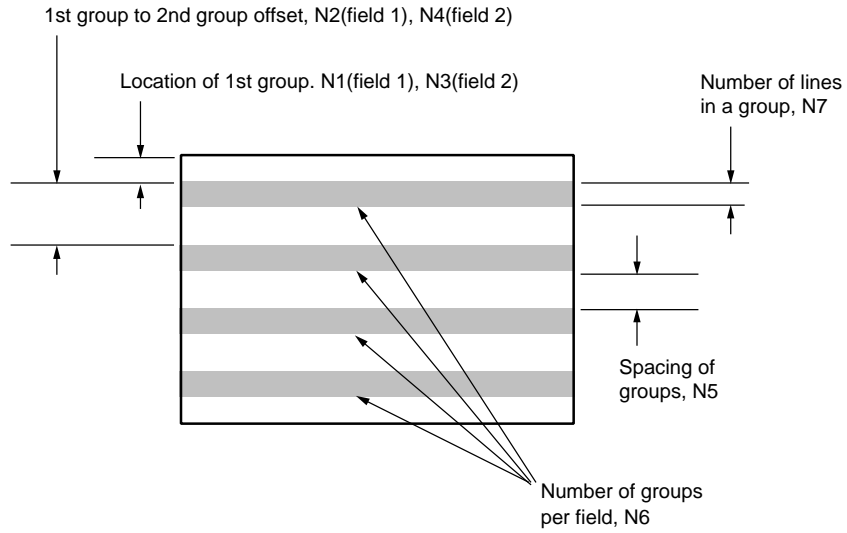 1st group to 2nd group offset, N2(field 1), N4(field 2)
Location of 1st group. N1(field 1), N3(field 2)
Number of lines
in a group, N7
Spacing of
groups, N5
Number of groups
per field, N6